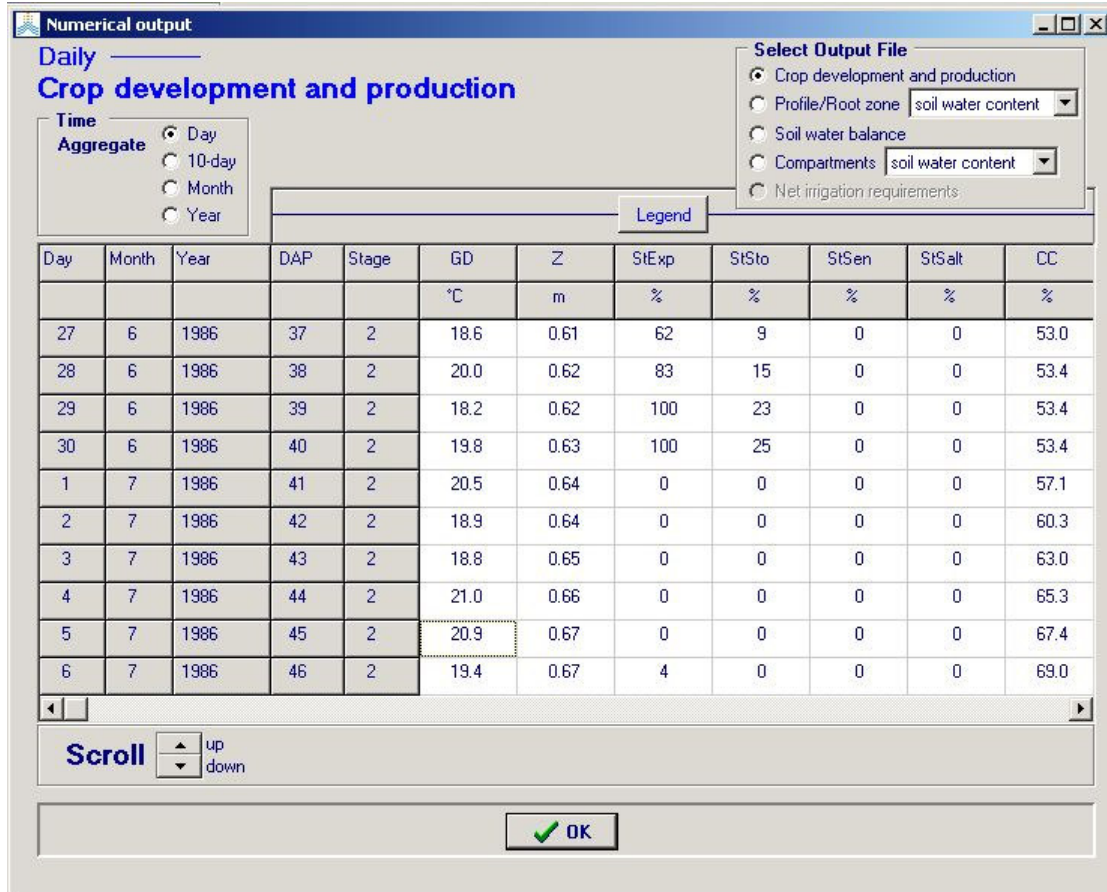 Numerical output
Daily
Crop development and production
Time
Aggregate
Day
10-day
Month
Year
Select Output File
Crop development and production
Profile/Root zone soil water content
Soil water balance
Compartments soil water content
Net irrigation requirements
Legend
Day Month Year DAP Stage GD Z StExp StSto StSen StSalt CC
°C m % % % % %
27 6 1986 37 2 18.6 0.61 62 9 0 0 53.0
28 6 1986 38 2 20.0 0.62 83 15 0 0 53.4
29 6 1986 39 2 18.2 0.62 100 23 0 0 53.4
30 6 1986 40 2 19.8 0.63 100 25 0 0 53.4
1 7 1986 41 2 20.5 0.64 0 0 0 0 57.1
2 7 1986 42 2 18.9 0.64 0 0 0 0 60.3
3 7 1986 43 2 18.8 0.65 0 0 0 0 63.0
4 7 1986 44 2 21.0 0.66 0 0 0 0 65.3
5 7 1986 45 2 20.9 0.67 0 0 0 0 67.4
6 7 1986 46 2 19.4 0.67 4 0 0 0 69.0
Scroll
up
down
OK